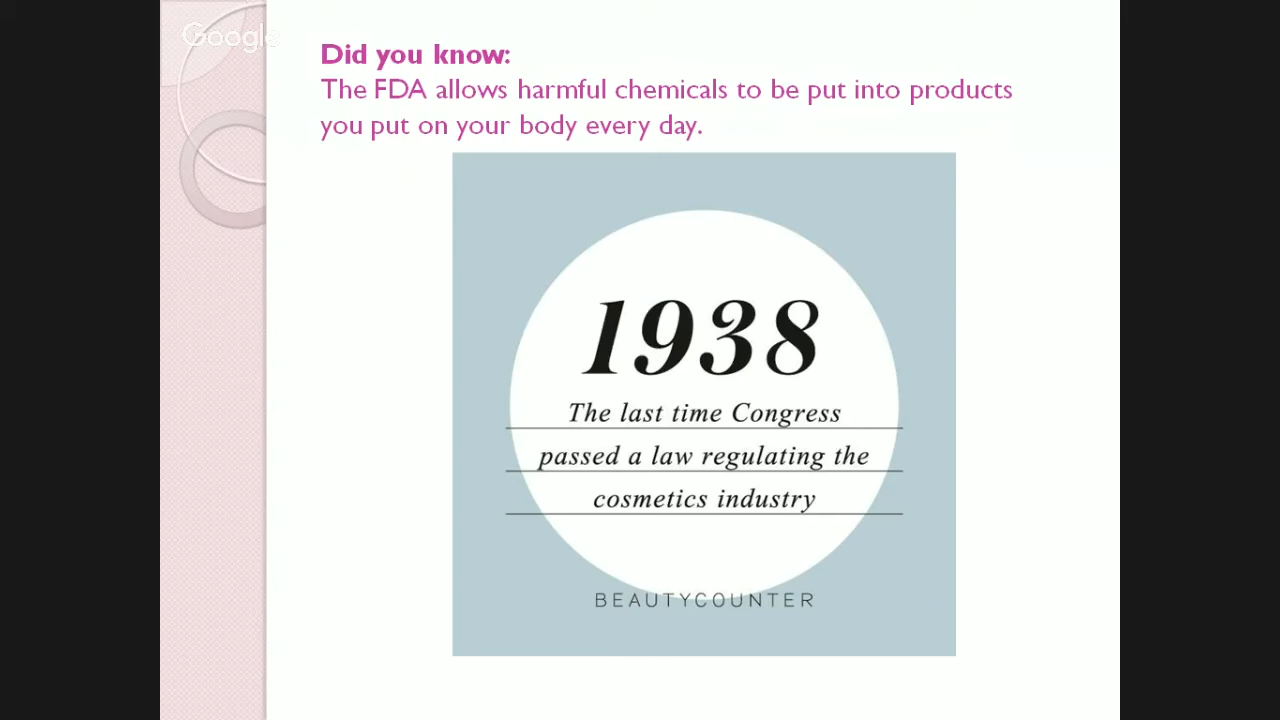 Google
Did you know:
The FDA allows harmful chemicals to be put into products
you put on your body every day.
1938
The last time Congress
passed a law regulating the
cosmetics industry
BEAUTYCOUNTER